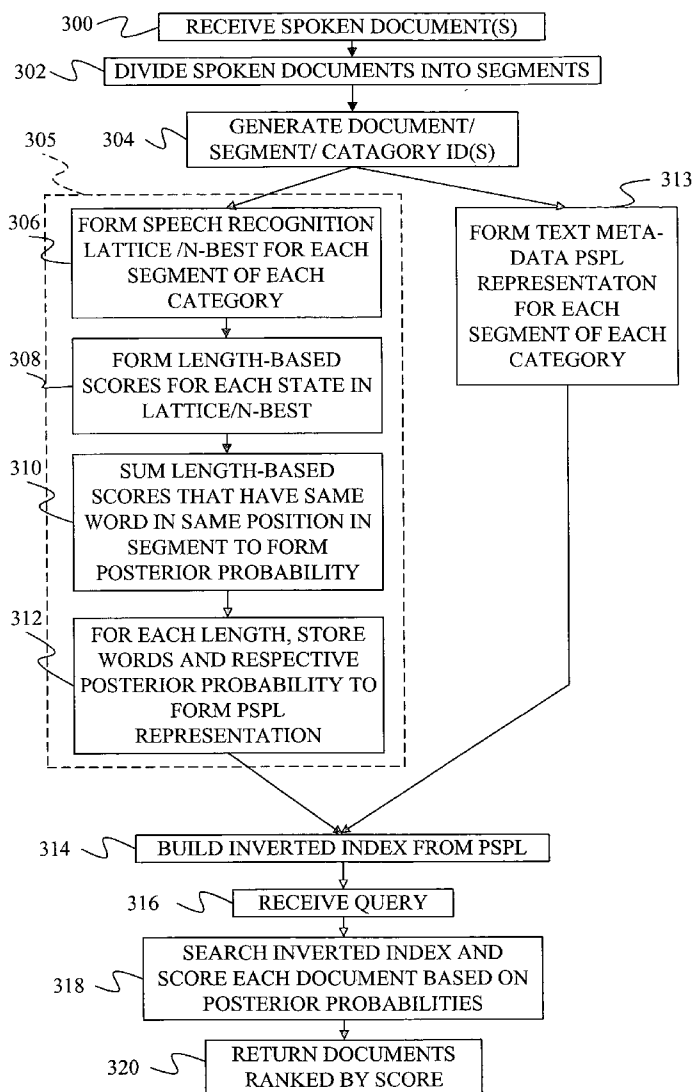 300
RECEIVE SPOKEN DOCUMENT(S)
302
DIVIDE SPOKEN DOCUMENTS INTO SEGMENTS
304
GENERATE DOCUMENT/
SEGMENT/ CATAGORY ID(S)
305
306
FORM SPEECH RECOGNITION
LATTICE /N-BEST FOR EACH
SEGMENT OF EACH
CATEGORY
308
FORM LENGTH-BASED
SCORES FOR EACH STATE IN
LATTICE/N-BEST
310
SUM LENGTH-BASED
SCORES THAT HAVE SAME
WORD IN SAME POSITION IN
SEGMENT TO FORM
POSTERIOR PROBABILITY
312
FOR EACH LENGTH, STORE
WORDS AND RESPECTIVE
POSTERIOR PROBABILITY TO
FORM PSPL
REPRESENTATION
313
FORM TEXT META-
DATA PSPL
REPRESENTATON
FOR EACH
SEGMENT OF EACH
CATEGORY
314
BUILD INVERTED INDEX FROM PSPL
316
RECEIVE QUERY
318
SEARCH INVERTED INDEX AND
SCORE EACH DOCUMENT BASED ON
POSTERIOR PROBABILITIES
320
RETURN DOCUMENTS
RANKED BY SCORE